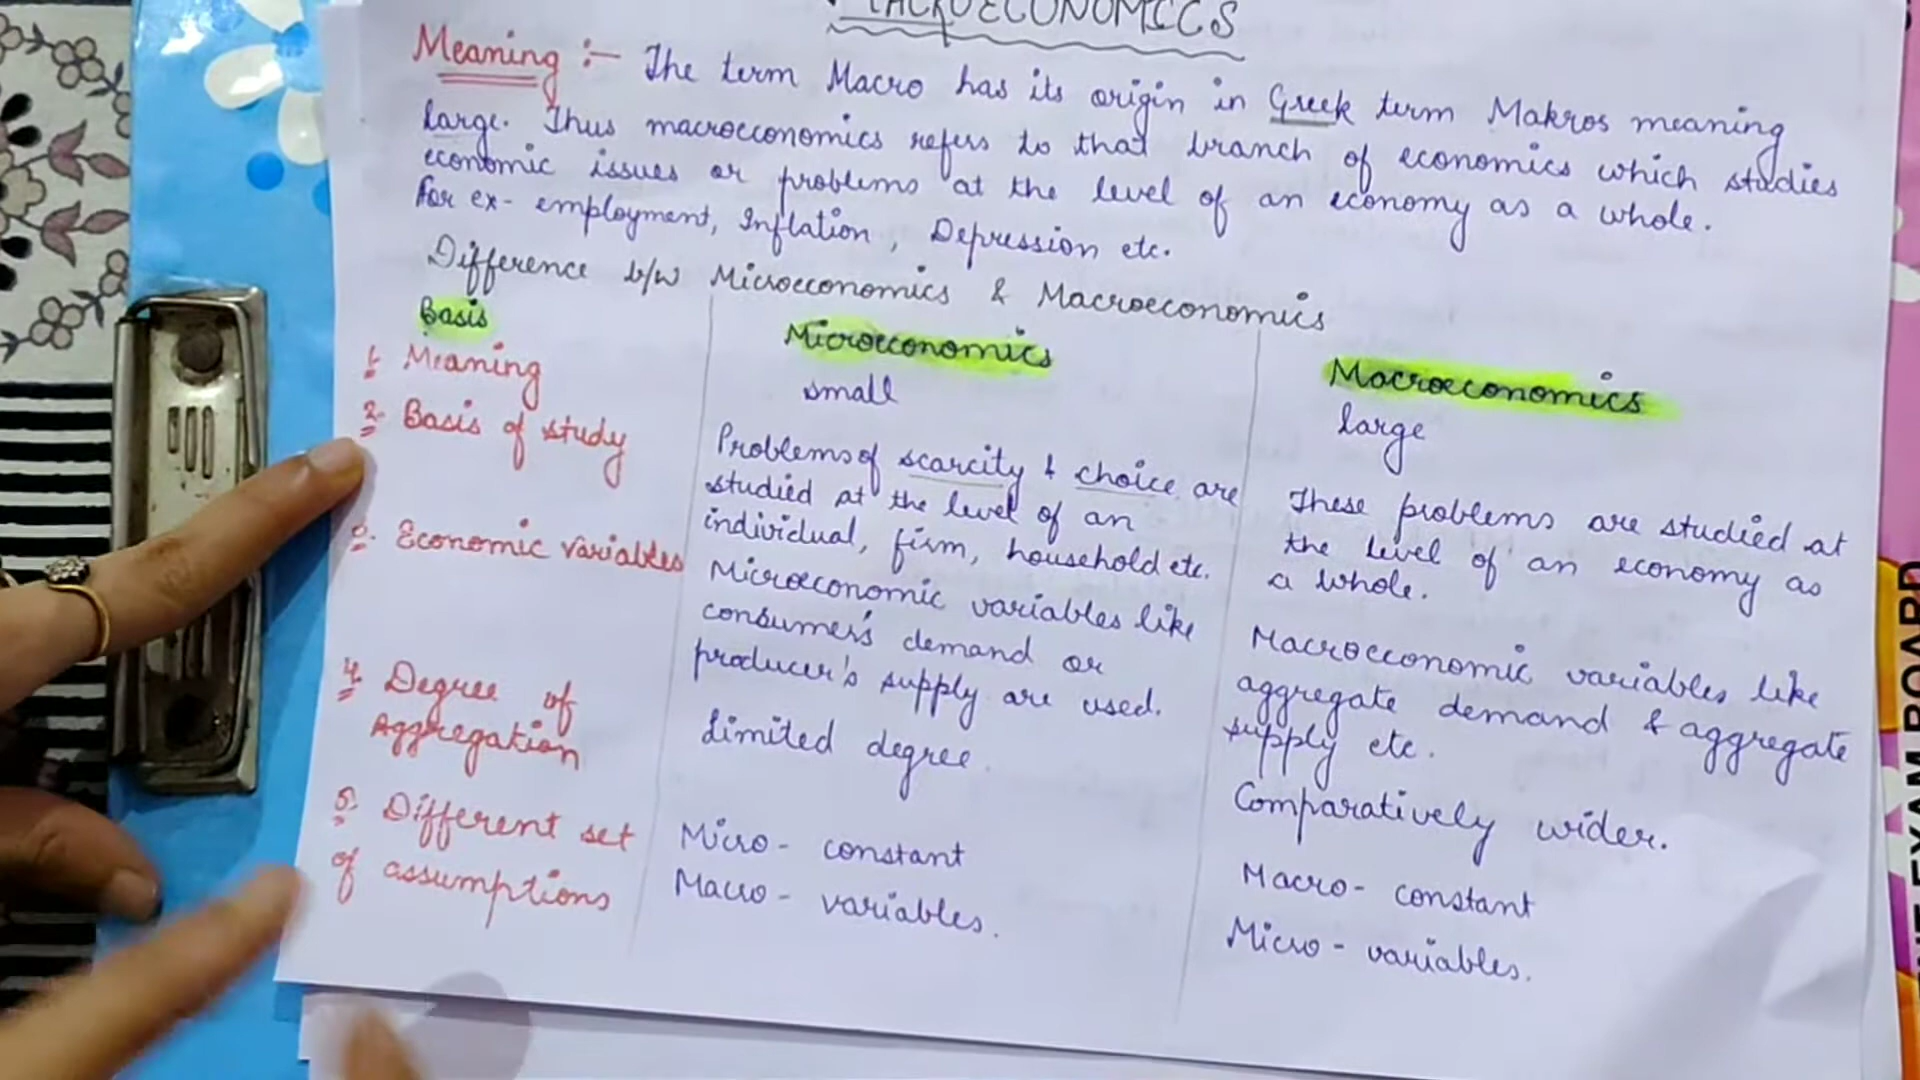 MACROECONOMICS
Meaning :- The term Macro has its origin in Greek term Makros meaning
large. Thus macroeconomics refers to that branch of economics which studies
economic issues or problems at the level of an economy as a whole.
For ex- employment, Inflation, Depression etc.
Difference b/w Microeconomics & Macroeconomics
Basis
Microeconomics
Macroeconomics
1. Meaning
small
large
2. Basis of study
Problems of scarcity & choice are
studied at the level of an
individual, firm, household etc.
These problems are studied at
the level of an economy as
a whole.
Economic variables
Microeconomic variables like
consumer's demand or
producer's supply are used.
Macroeconomic variables like
aggregate demand & aggregate
supply etc.
4. Degree of
Aggregation
Limited degree.
Comparatively wider.
5. Different set
of assumptions
Micro - constant
Macro - variables.
Macro - constant
Micro - variables.
EXAM BOARD